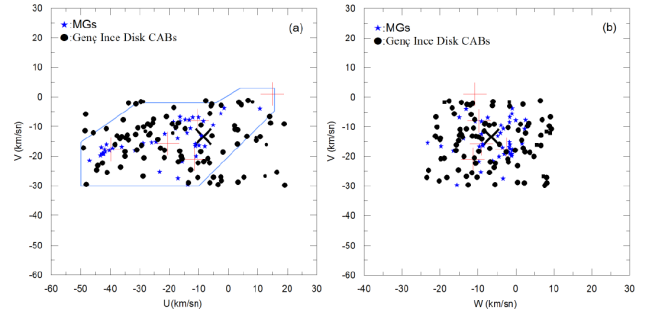 30
★:MGs
●:Genç Ince Disk CABs
(a)
20
10
0
-10
-20
-30
-40
-50
-60
V (km/sn)
-60 -50 -40 -30 -20 -10 0 10 20 30
U(km/sn)
30
★:MGs
●:Genç Ince Disk CABs
(b)
20
10
0
-10
-20
-30
-40
-50
-60
V (km/sn)
-40 -30 -20 -10 0 10 20 30
W (km/sn)